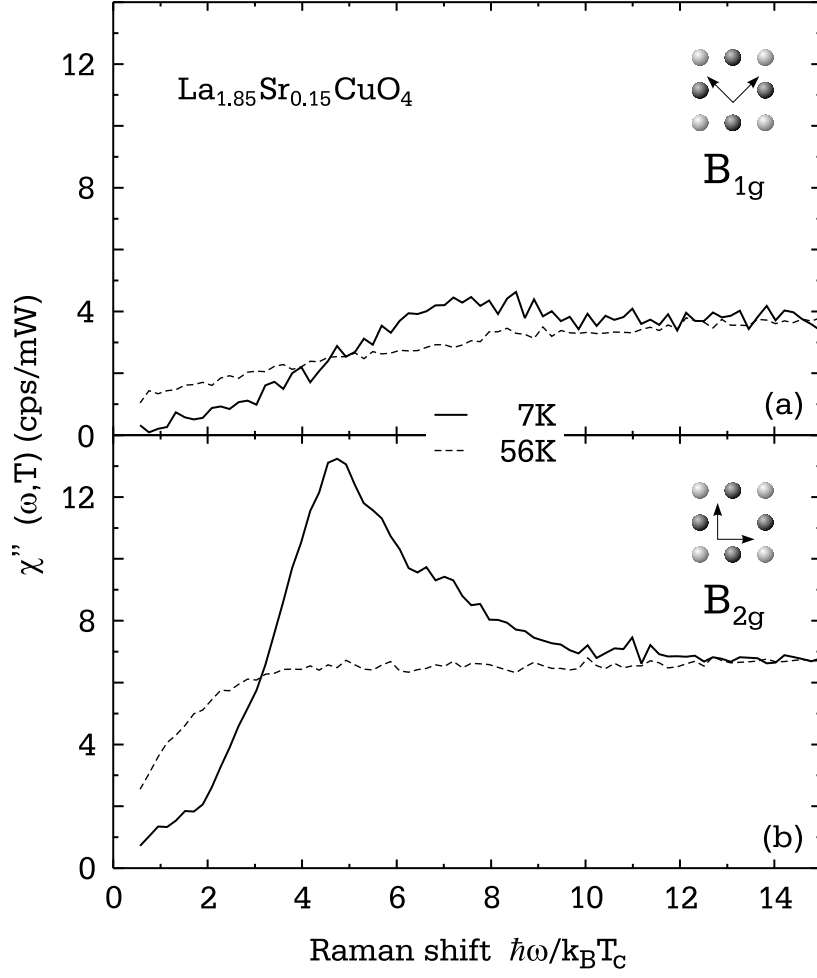 12
8
4
0
La₁.₈₅Sr₀.₁₅CuO₄
B₁g
(a)
7K
56K
χ” (ω,T) (cps/mW)
12
8
4
0
B₂g
(b)
0 2 4 6 8 10 12 14
Raman shift ℏω/k_BT_c